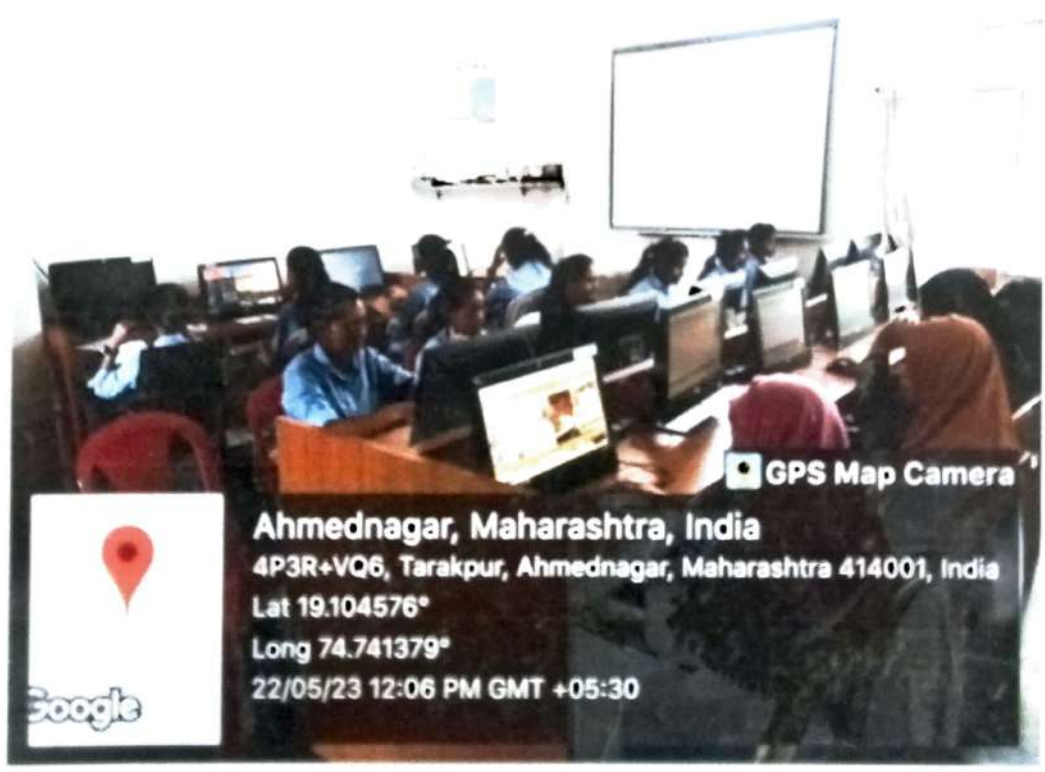 GPS Map Camera
Ahmednagar, Maharashtra, India
4P3R+VQ6, Tarakpur, Ahmednagar, Maharashtra 414001, India
Lat 19.104576°
Long 74.741379°
22/05/23 12:06 PM GMT +05:30
Google